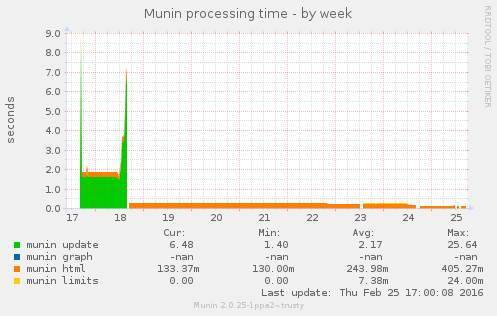 Munin processing time - by week
RRDTOOL / TOBI OETIKER
seconds
9.0
8.0
7.0
6.0
5.0
4.0
3.0
2.0
1.0
0.0
17 18 19 20 21 22 23 24 25
Cur: Min: Avg: Max:
munin update 6.48 1.40 2.17 25.64
munin graph -nan -nan -nan -nan
munin html 133.37m 130.00m 243.98m 405.27m
munin limits 0.00 0.00 7.38m 24.00m
Last update: Thu Feb 25 17:00:08 2016
Munin 2.0.25-1ppa2~trusty